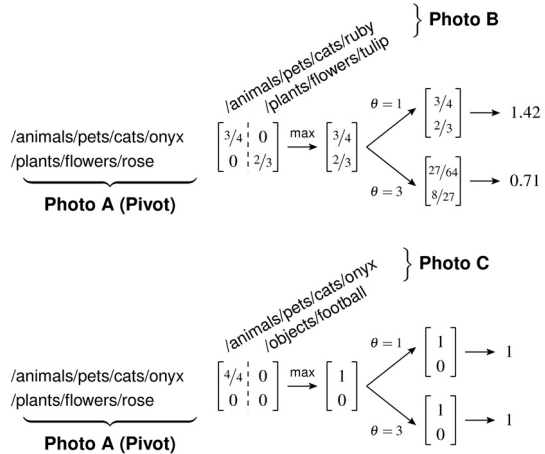 } Photo B
/animals/pets/cats/ruby
/plants/flowers/tulip
/animals/pets/cats/onyx
/plants/flowers/rose
Photo A (Pivot)
[3/4 0
0 2/3]
max
[3/4
2/3]
θ = 1
[3/4
2/3]
1.42
θ = 3
[27/64
8/27]
0.71
} Photo C
/animals/pets/cats/onyx
/objects/football
/animals/pets/cats/onyx
/plants/flowers/rose
Photo A (Pivot)
[4/4 0
0 0]
max
[1
0]
θ = 1
[1
0]
1
θ = 3
[1
0]
1